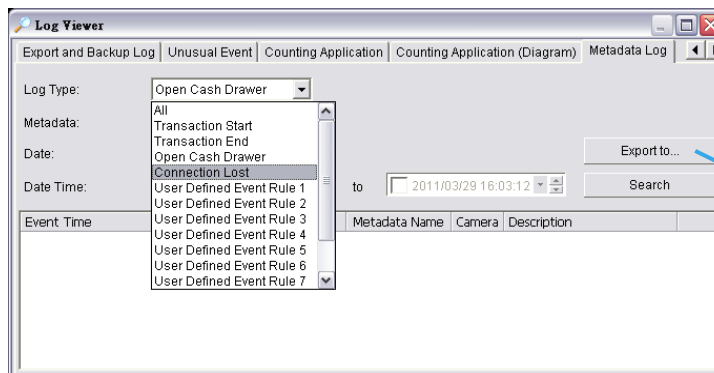 Log Viewer
Export and Backup Log Unusual Event Counting Application Counting Application (Diagram) Metadata Log
Log Type: Open Cash Drawer
All
Metadata: Transaction Start
Transaction End
Date: Open Cash Drawer Export to...
Connection Lost
Date Time: User Defined Event Rule 1 to 2011/03/29 16:03:12 Search
User Defined Event Rule 2
User Defined Event Rule 3
Event Time Metadata Name Camera Description
User Defined Event Rule 4
User Defined Event Rule 5
User Defined Event Rule 6
User Defined Event Rule 7